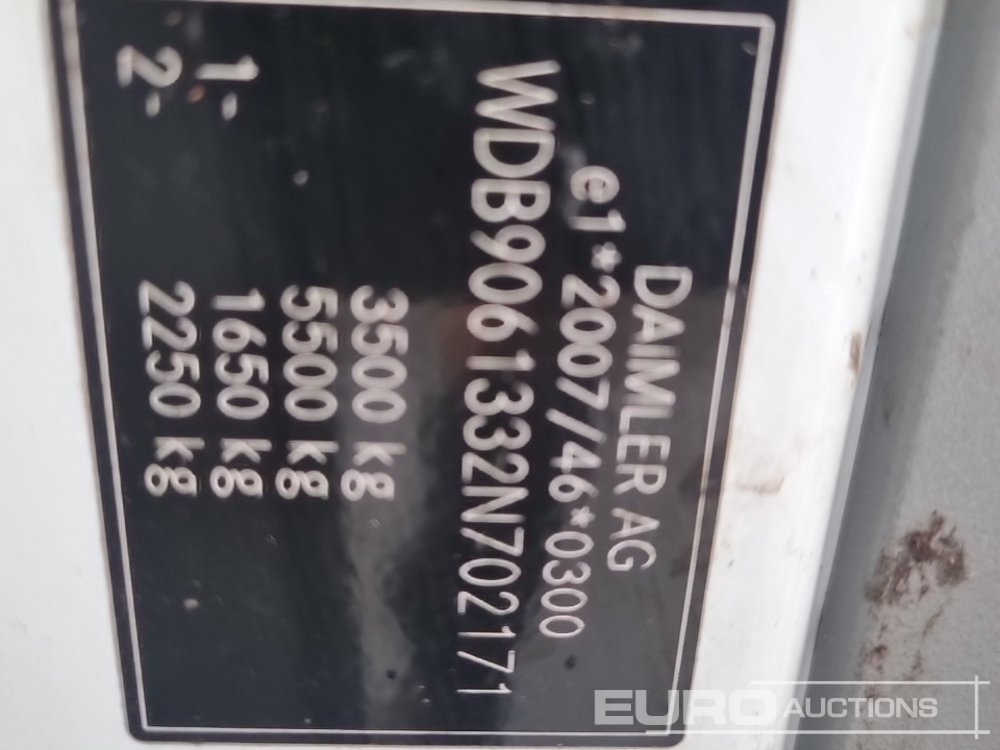 DAIMLER AG
e1*2007/46*0300
WDB9061332N702171
3500 kg
5500 kg
1- 1650 kg
2- 2250 kg
EURO AUCTIONS